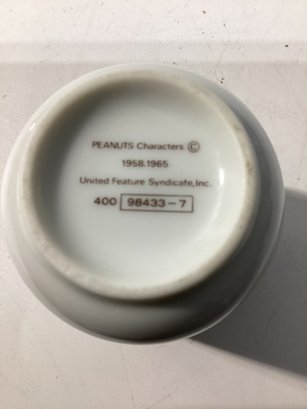 PEANUTS Characters ©
1958.1965
United Feature Syndicate, Inc.
400 98433-7